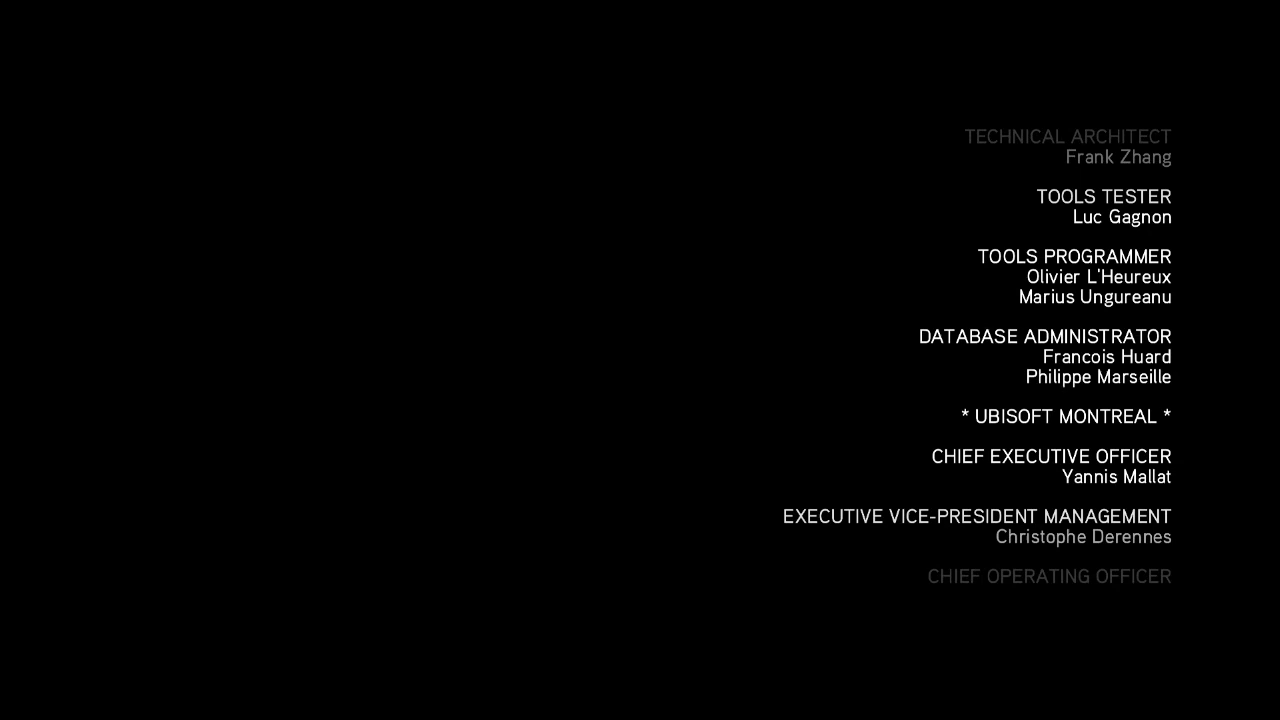 TECHNICAL ARCHITECT
Frank Zhang
TOOLS TESTER
Luc Gagnon
TOOLS PROGRAMMER
Olivier L'Heureux
Marius Ungureanu
DATABASE ADMINISTRATOR
Francois Huard
Philippe Marseille
* UBISOFT MONTREAL *
CHIEF EXECUTIVE OFFICER
Yannis Mallat
EXECUTIVE VICE-PRESIDENT MANAGEMENT
Christophe Derennes
CHIEF OPERATING OFFICER